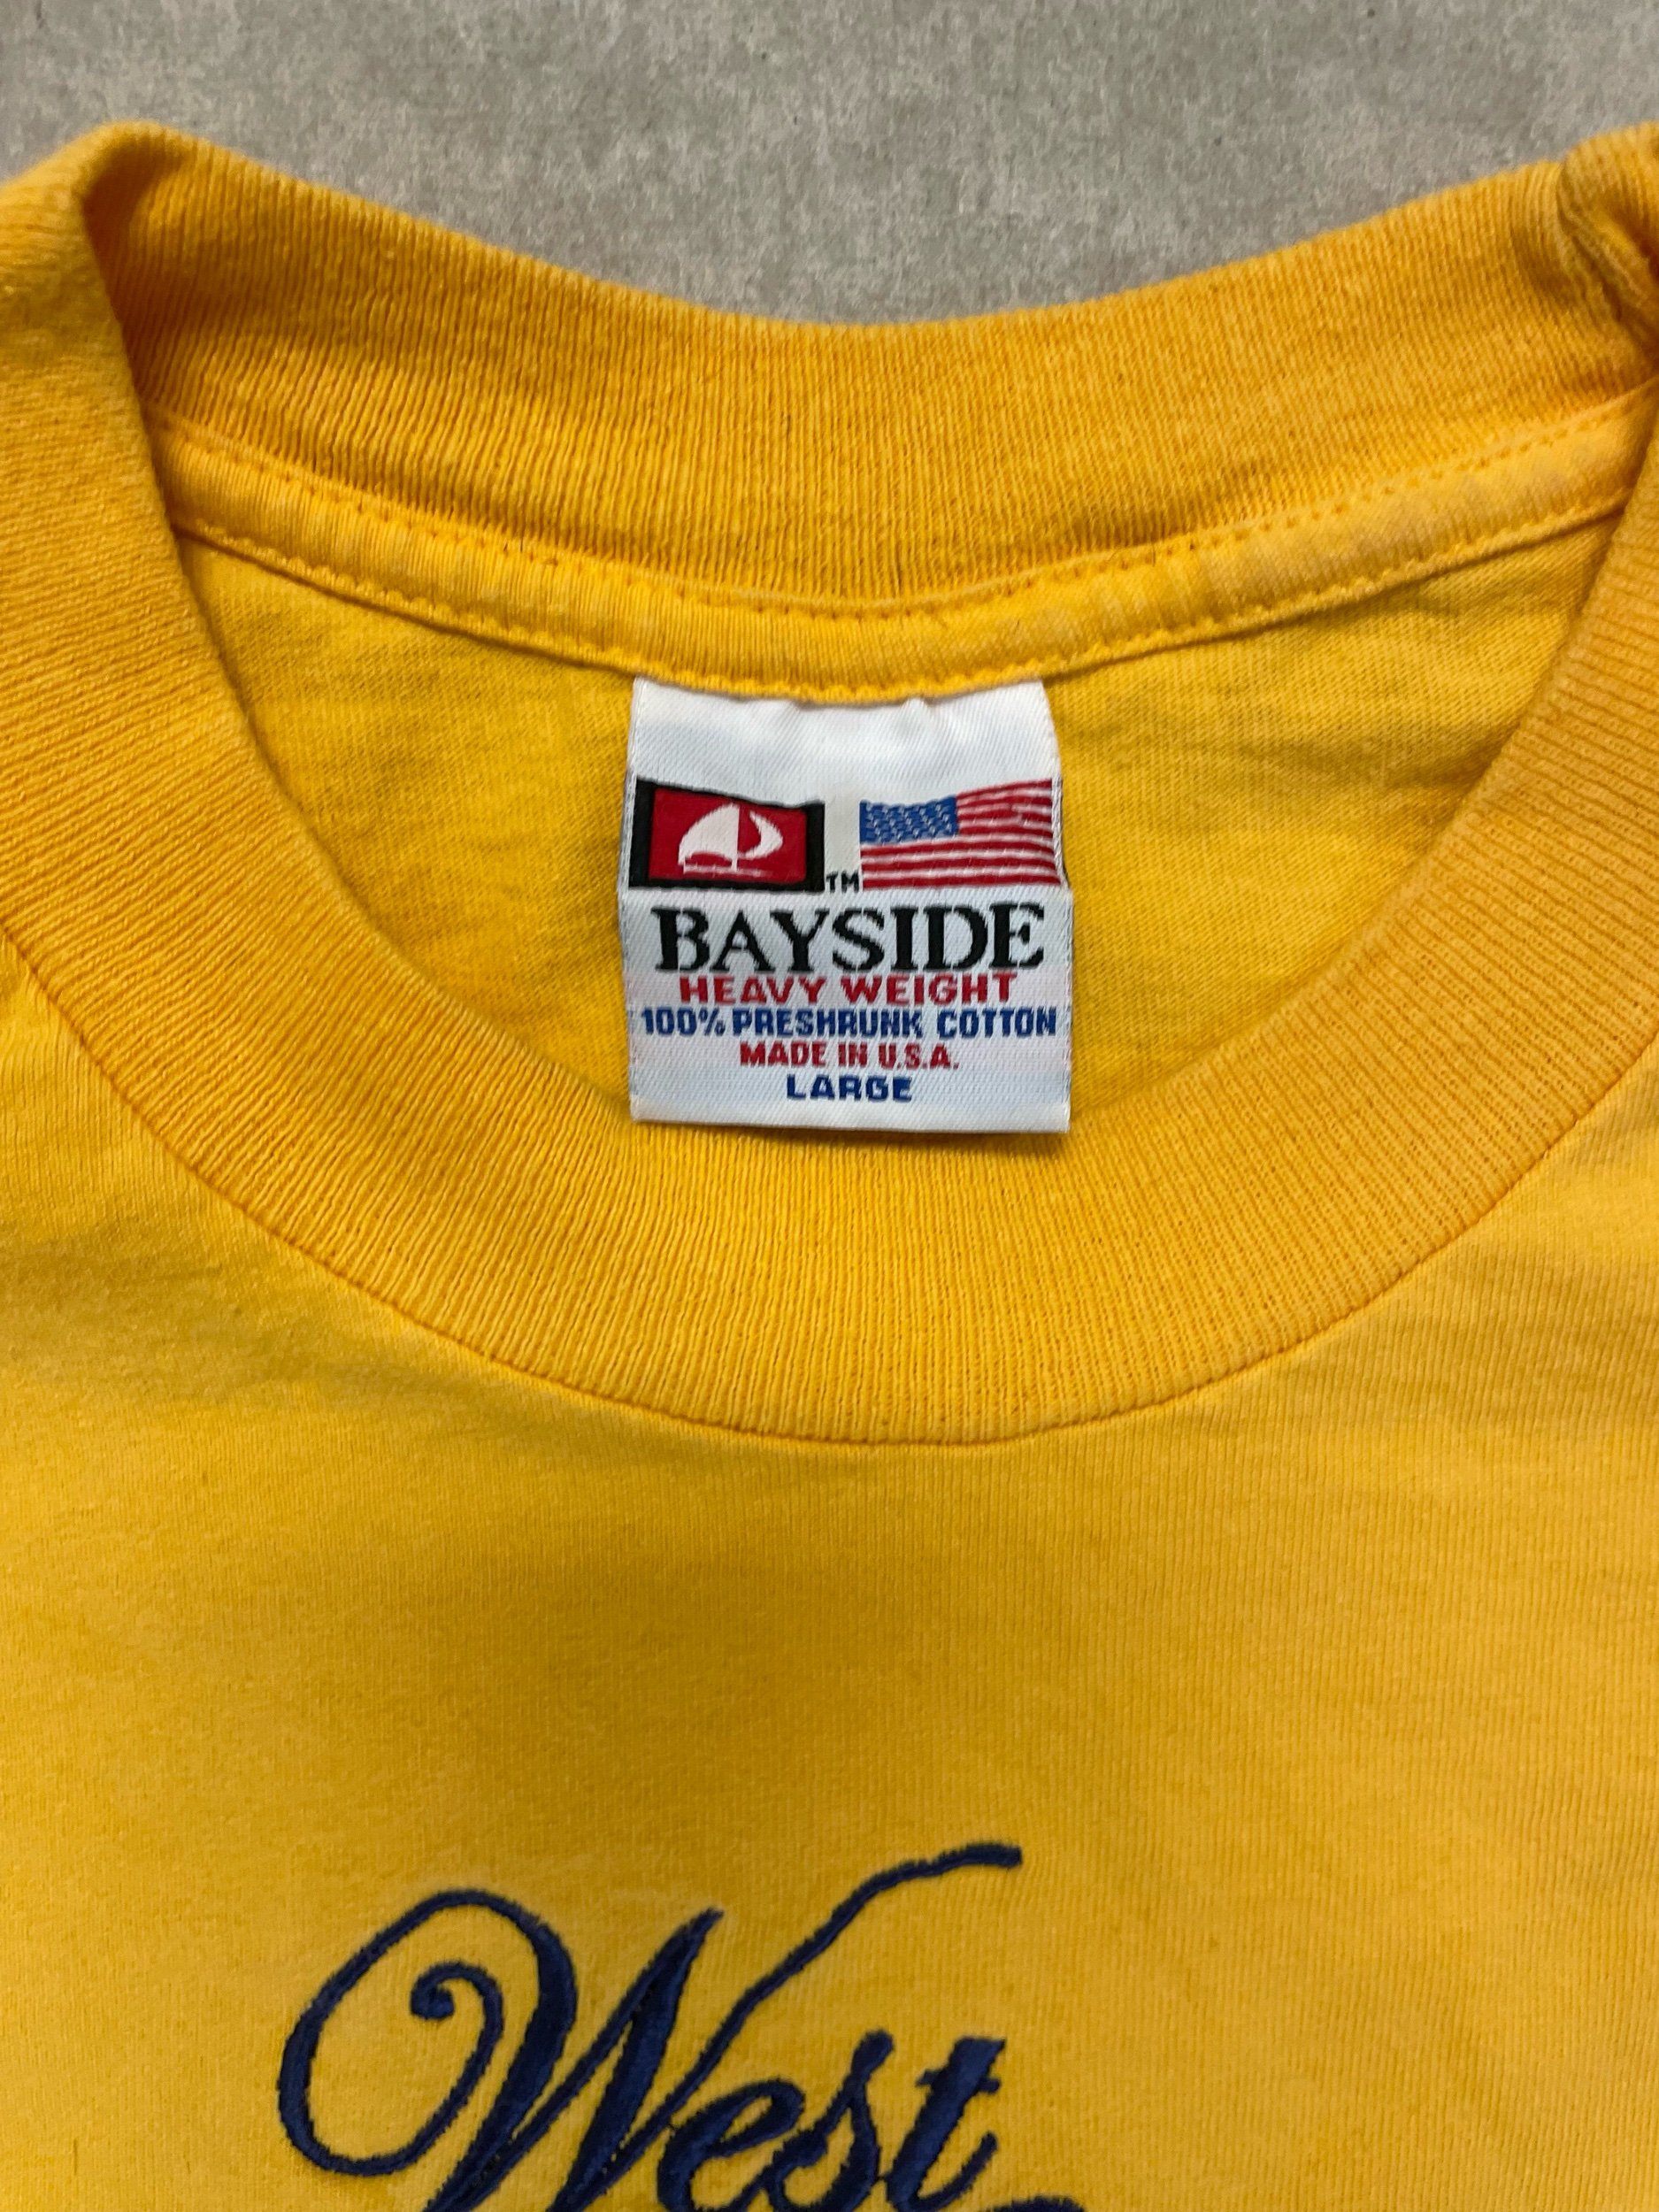 TM
BAYSIDE
HEAVY WEIGHT
100% PRESHRUNK COTTON
MADE IN U.S.A.
LARGE
West